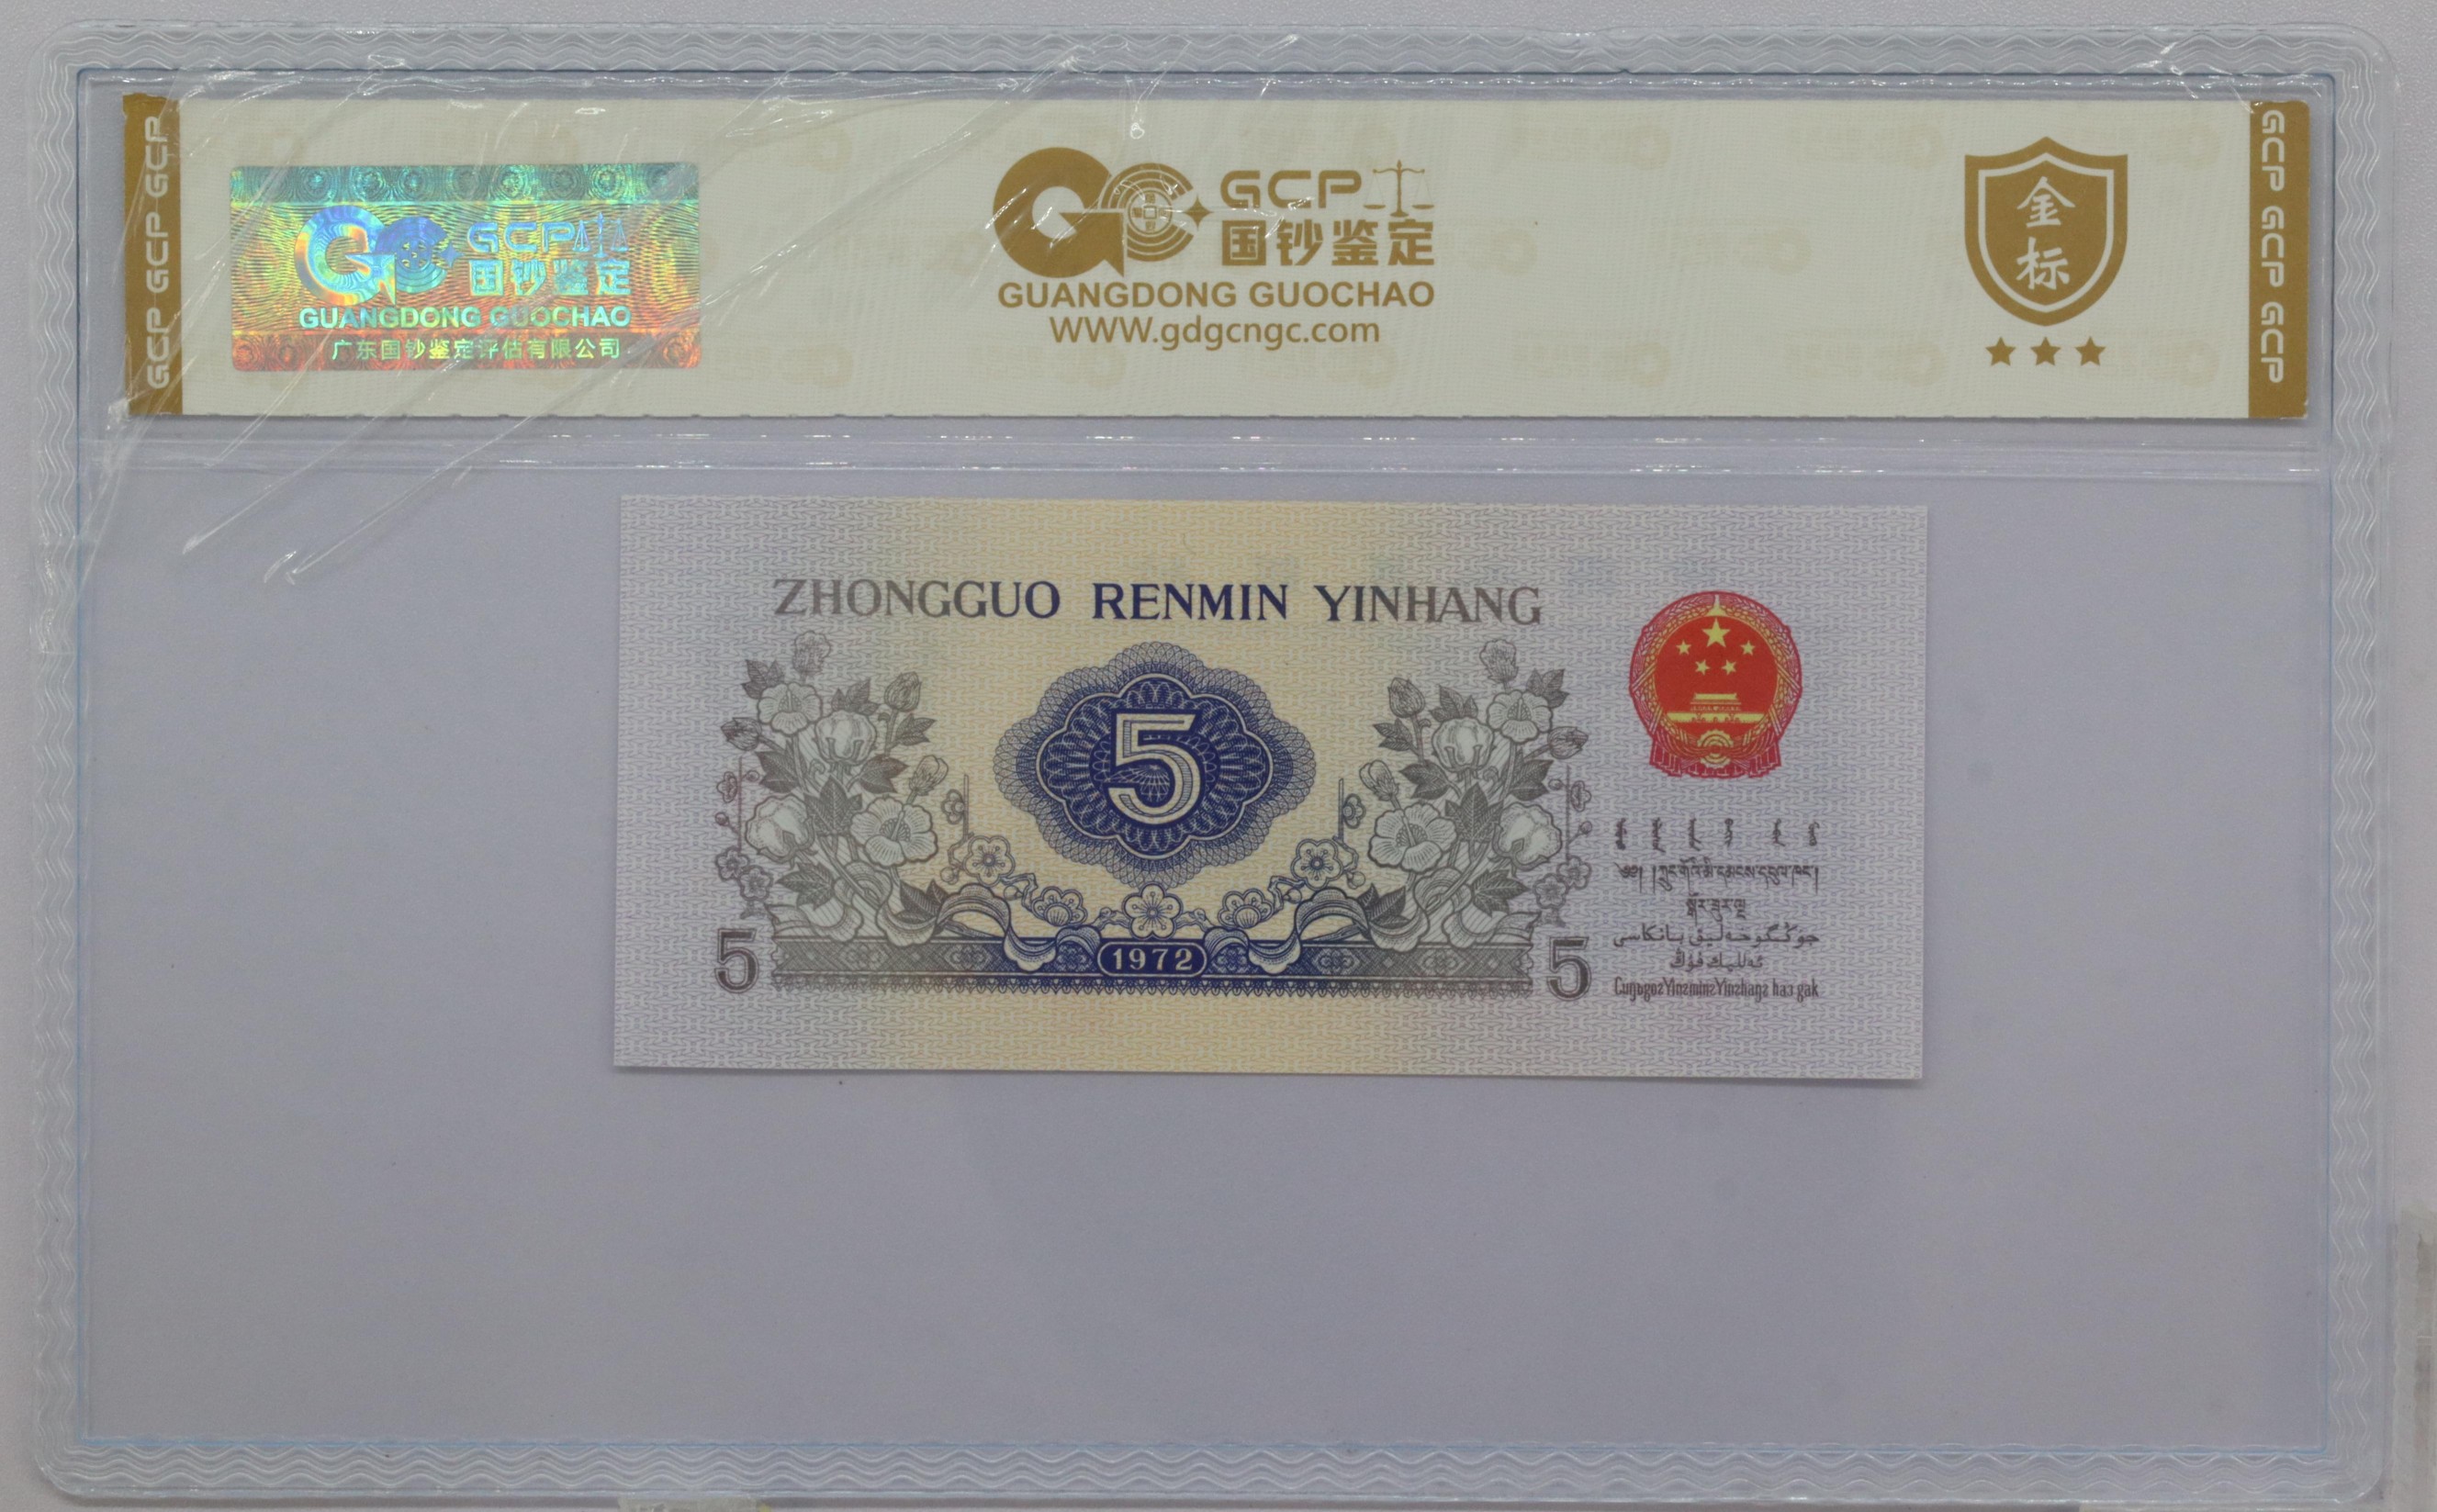 GCP GCP GCP
GCP
国钞鉴定
GUANGDONG GUOCHAO
广东国钞鉴定评估有限公司
GCP
国钞鉴定
GUANGDONG GUOCHAO
WWW.gdgcngc.com
金
标
GCP GCP GCP
ZHONGGUO RENMIN YINHANG
5
5
1972
5
جۇڭگوخەلىق بانكاسى